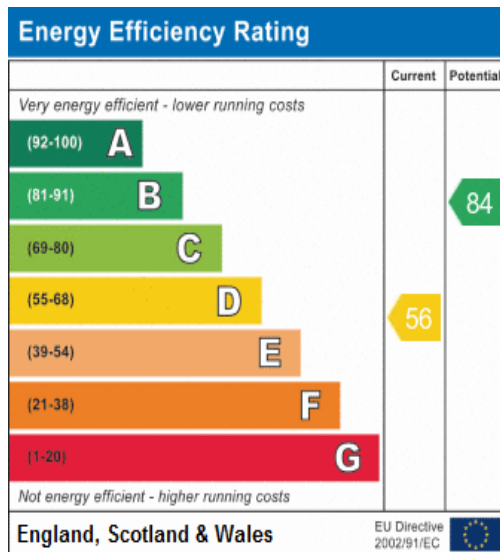 Energy Efficiency Rating
Current Potential
Very energy efficient - lower running costs
(92-100) A
(81-91) B
84
(69-80) C
(55-68) D
56
(39-54) E
(21-38) F
(1-20) G
Not energy efficient - higher running costs
England, Scotland & Wales
EU Directive
2002/91/EC